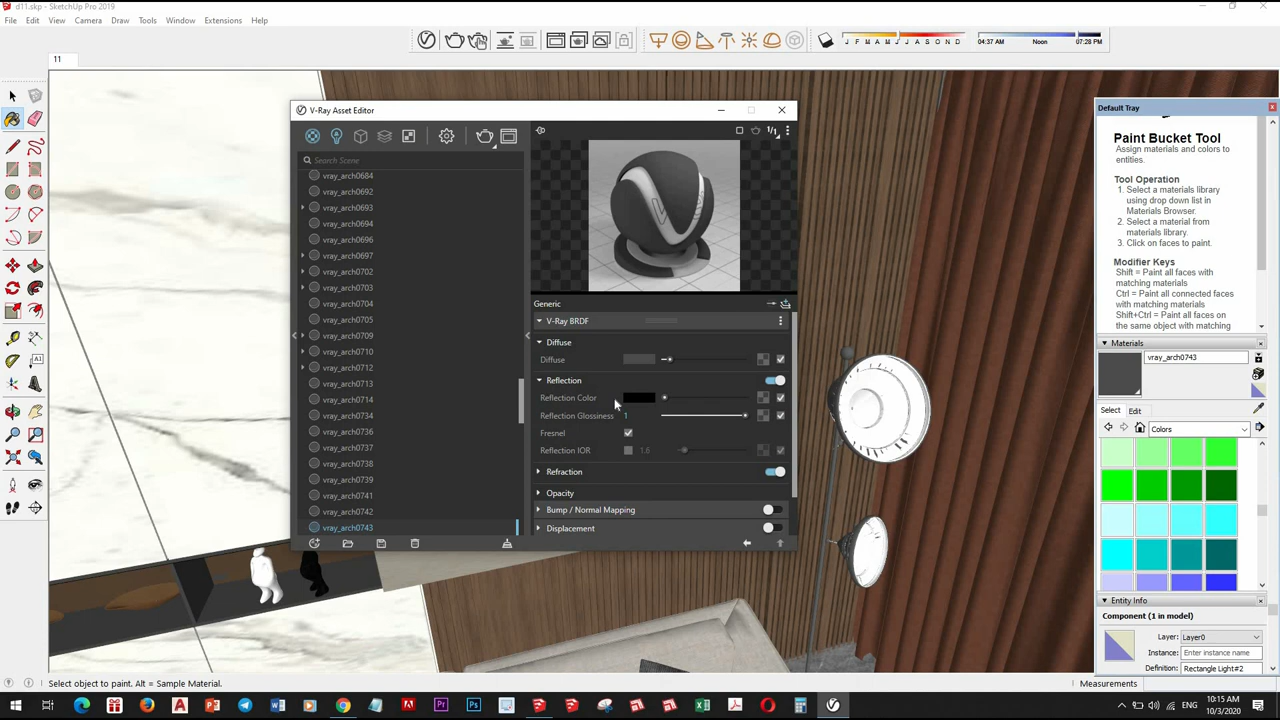 d11.skp - SketchUp Pro 2019
File Edit View Camera Draw Tools Window Extensions Help
J F M A M J J A S O N D
04:37 AM Noon 07:28 PM
11
V-Ray Asset Editor
Search Scene
1/1
vray_arch0684
vray_arch0692
vray_arch0693
vray_arch0694
vray_arch0696
vray_arch0697
vray_arch0702
vray_arch0703
vray_arch0704
vray_arch0705
vray_arch0709
vray_arch0710
vray_arch0712
vray_arch0713
vray_arch0714
vray_arch0734
vray_arch0736
vray_arch0737
vray_arch0738
vray_arch0739
vray_arch0741
vray_arch0742
vray_arch0743
Generic
V-Ray BRDF
Diffuse
Diffuse
Reflection
Reflection Color
Reflection Glossiness 1
Fresnel
Reflection IOR 1.6
Refraction
Opacity
Bump / Normal Mapping
Displacement
Default Tray
Paint Bucket Tool
Assign materials and colors to
entities.
Tool Operation
1. Select a materials library
using drop down list in
Materials Browser.
2. Select a material from
materials library.
3. Click on faces to paint.
Modifier Keys
Shift = Paint all faces with
matching materials
Ctrl = Paint all connected faces
with matching materials
Shift+Ctrl = Paint all faces on
the same object with matching
Materials
vray_arch0743
Select Edit
Colors
Entity Info
Component (1 in model)
Layer: Layer0
Instance: Enter instance name
Definition: Rectangle Light#2
Select object to paint. Alt = Sample Material.
Measurements
10:15 AM
10/3/2020